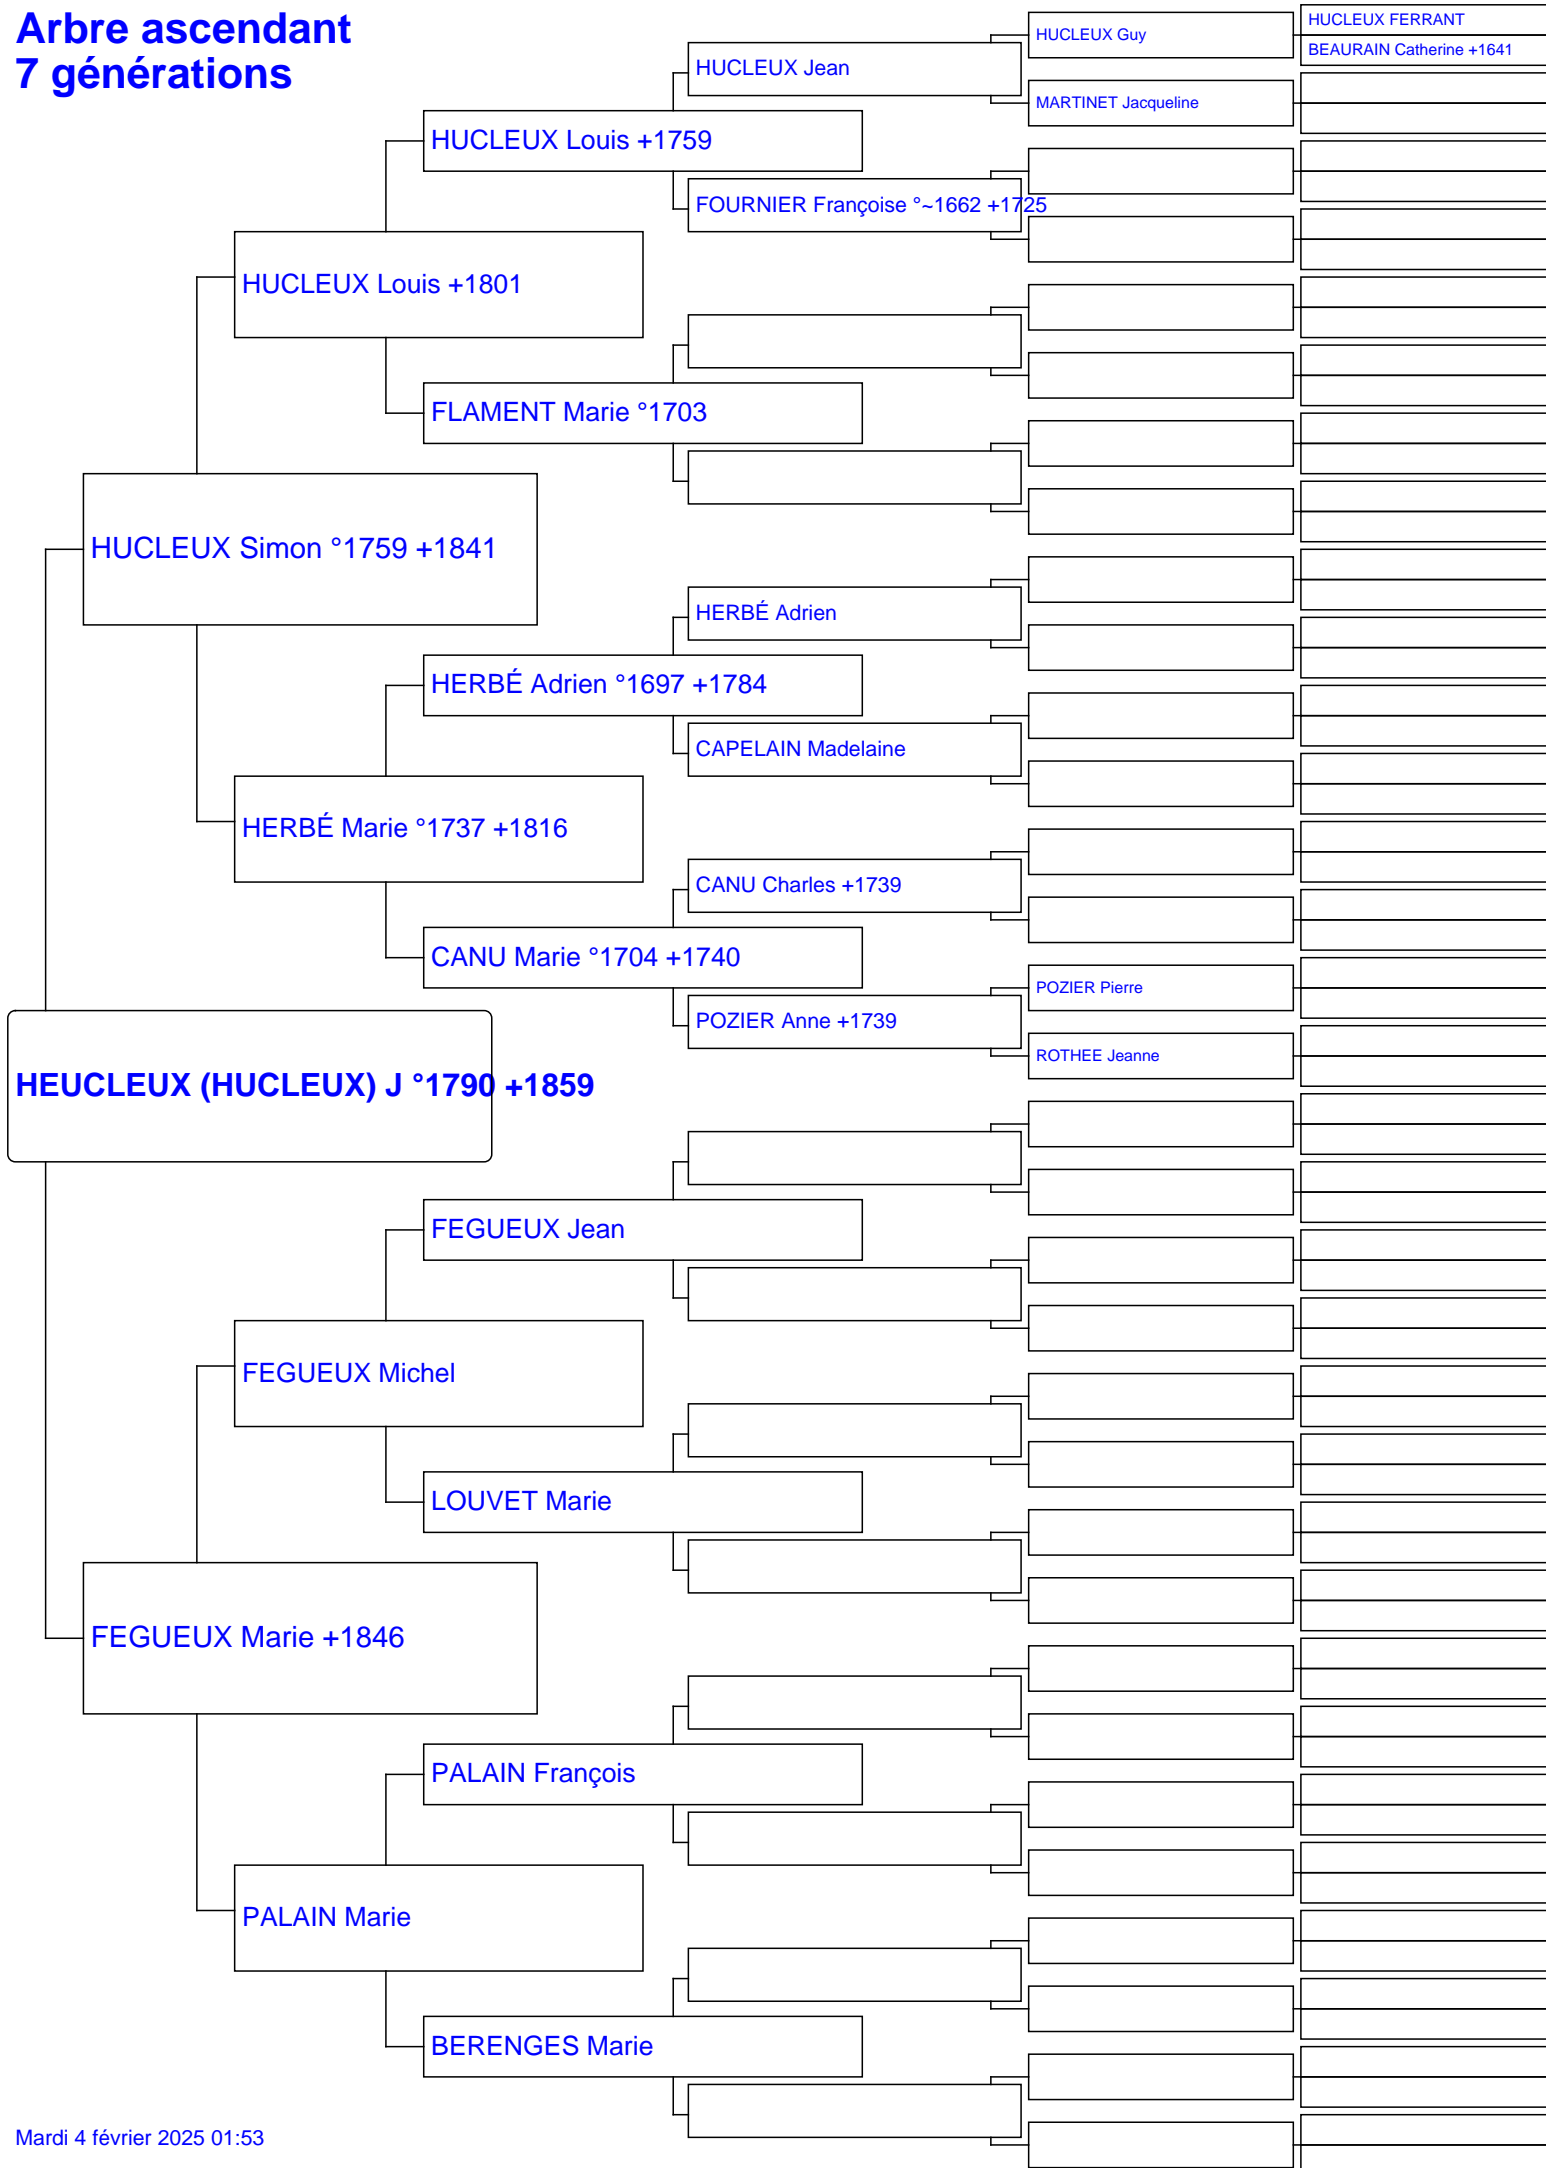 Arbre ascendant
7 générations
HUCLEUX FERRANT
HUCLEUX Guy
BEAURAIN Catherine +1641
HUCLEUX Jean
MARTINET Jacqueline
HUCLEUX Louis +1759
FOURNIER Françoise °~1662 +1725
HUCLEUX Louis +1801
FLAMENT Marie °1703
HUCLEUX Simon °1759 +1841
HERBÉ Adrien
HERBÉ Adrien °1697 +1784
CAPELAIN Madelaine
HERBÉ Marie °1737 +1816
CANU Charles +1739
CANU Marie °1704 +1740
POZIER Pierre
POZIER Anne +1739
ROTHEE Jeanne
HEUCLEUX (HUCLEUX) J °1790 +1859
FEGUEUX Jean
FEGUEUX Michel
LOUVET Marie
FEGUEUX Marie +1846
PALAIN François
PALAIN Marie
BERENGES Marie
Mardi 4 février 2025 01:53